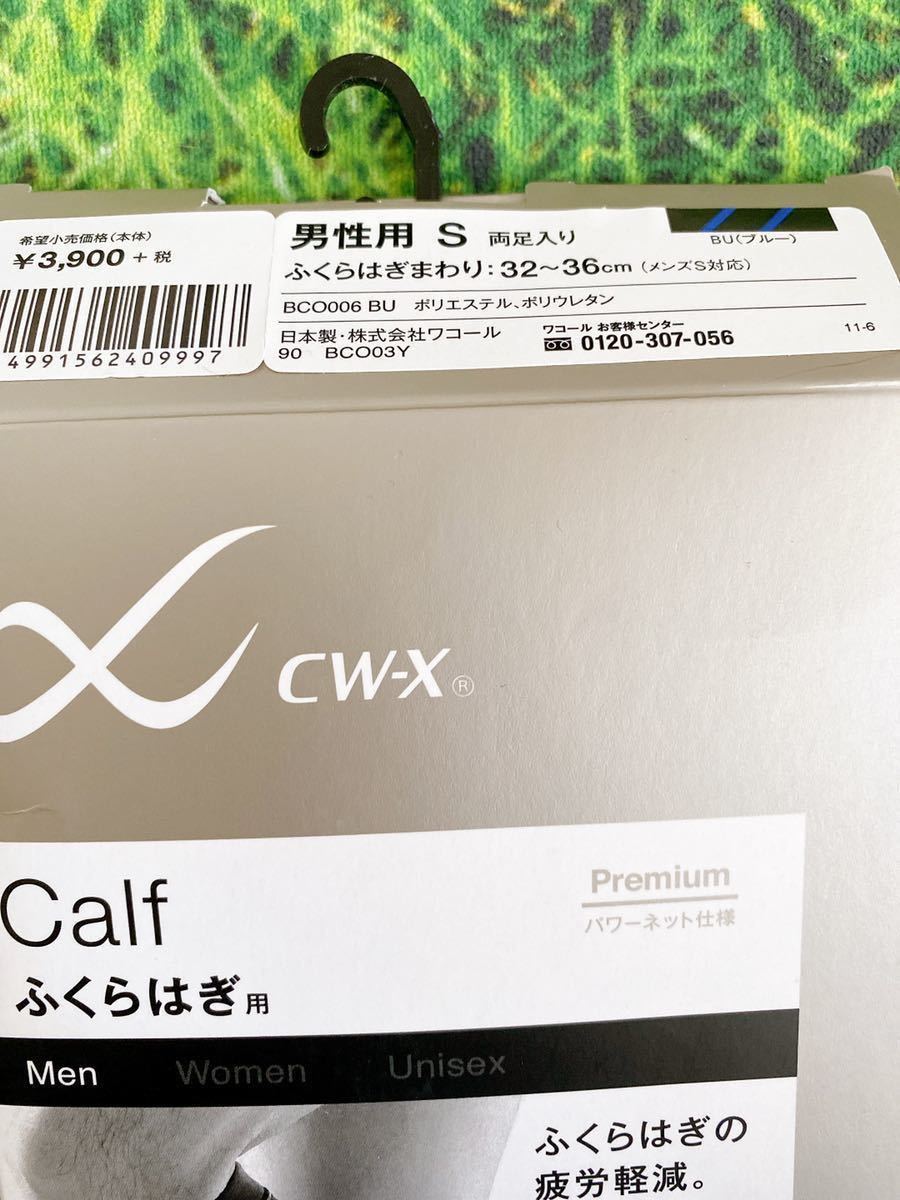 希望小売価格(本体)
¥3,900 + 税
4991562409997
男性用 S 両足入り
BU(ブルー)
ふくらはぎまわり:32~36cm (メンズS対応)
BCO006 BU ポリエステル、ポリウレタン
日本製・株式会社ワコール
90 BCO03Y
ワコール お客様センター
0120-307-056
11-6
CW-X®
Calf
ふくらはぎ用
Premium
パワーネット仕様
Men Women Unisex
ふくらはぎの
疲労軽減。